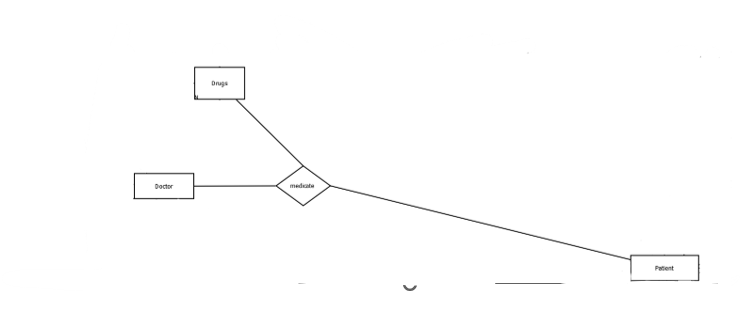 Drugs
Doctor
medicate
Patient